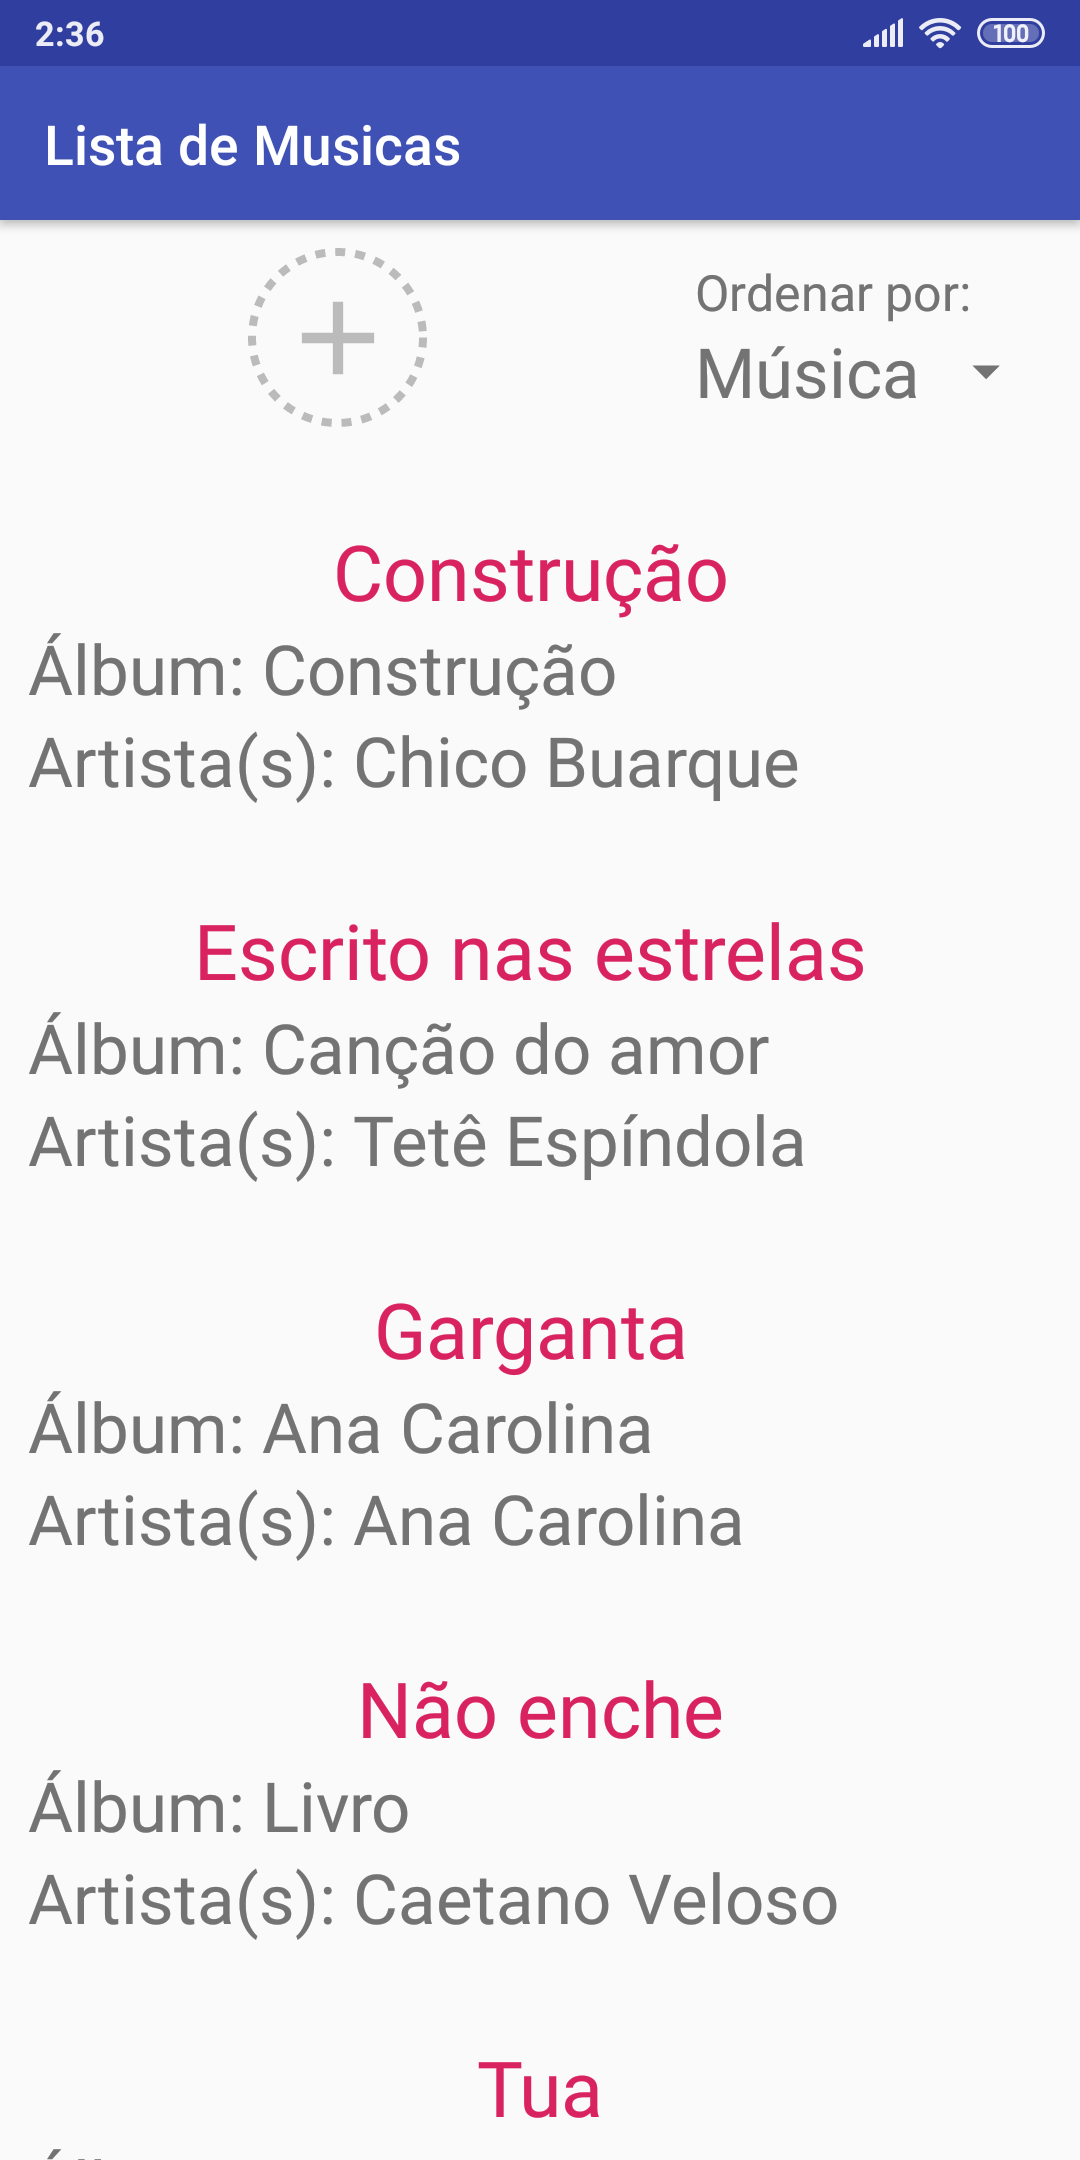 2:36
100
Lista de Musicas
Ordenar por:
Música
Construção
Álbum: Construção
Artista(s): Chico Buarque
Escrito nas estrelas
Álbum: Canção do amor
Artista(s): Tetê Espíndola
Garganta
Álbum: Ana Carolina
Artista(s): Ana Carolina
Não enche
Álbum: Livro
Artista(s): Caetano Veloso
Tua